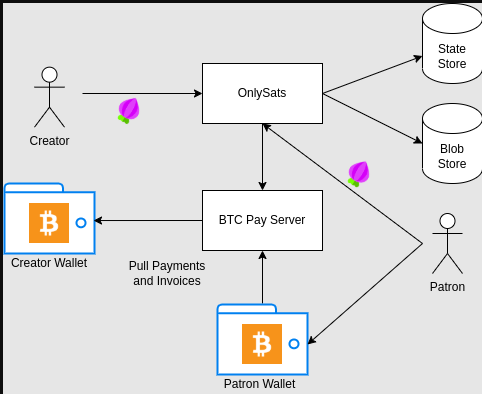 State
Store
OnlySats
Creator
Blob
Store
BTC Pay Server
Creator Wallet
Pull Payments
and Invoices
Patron
Patron Wallet